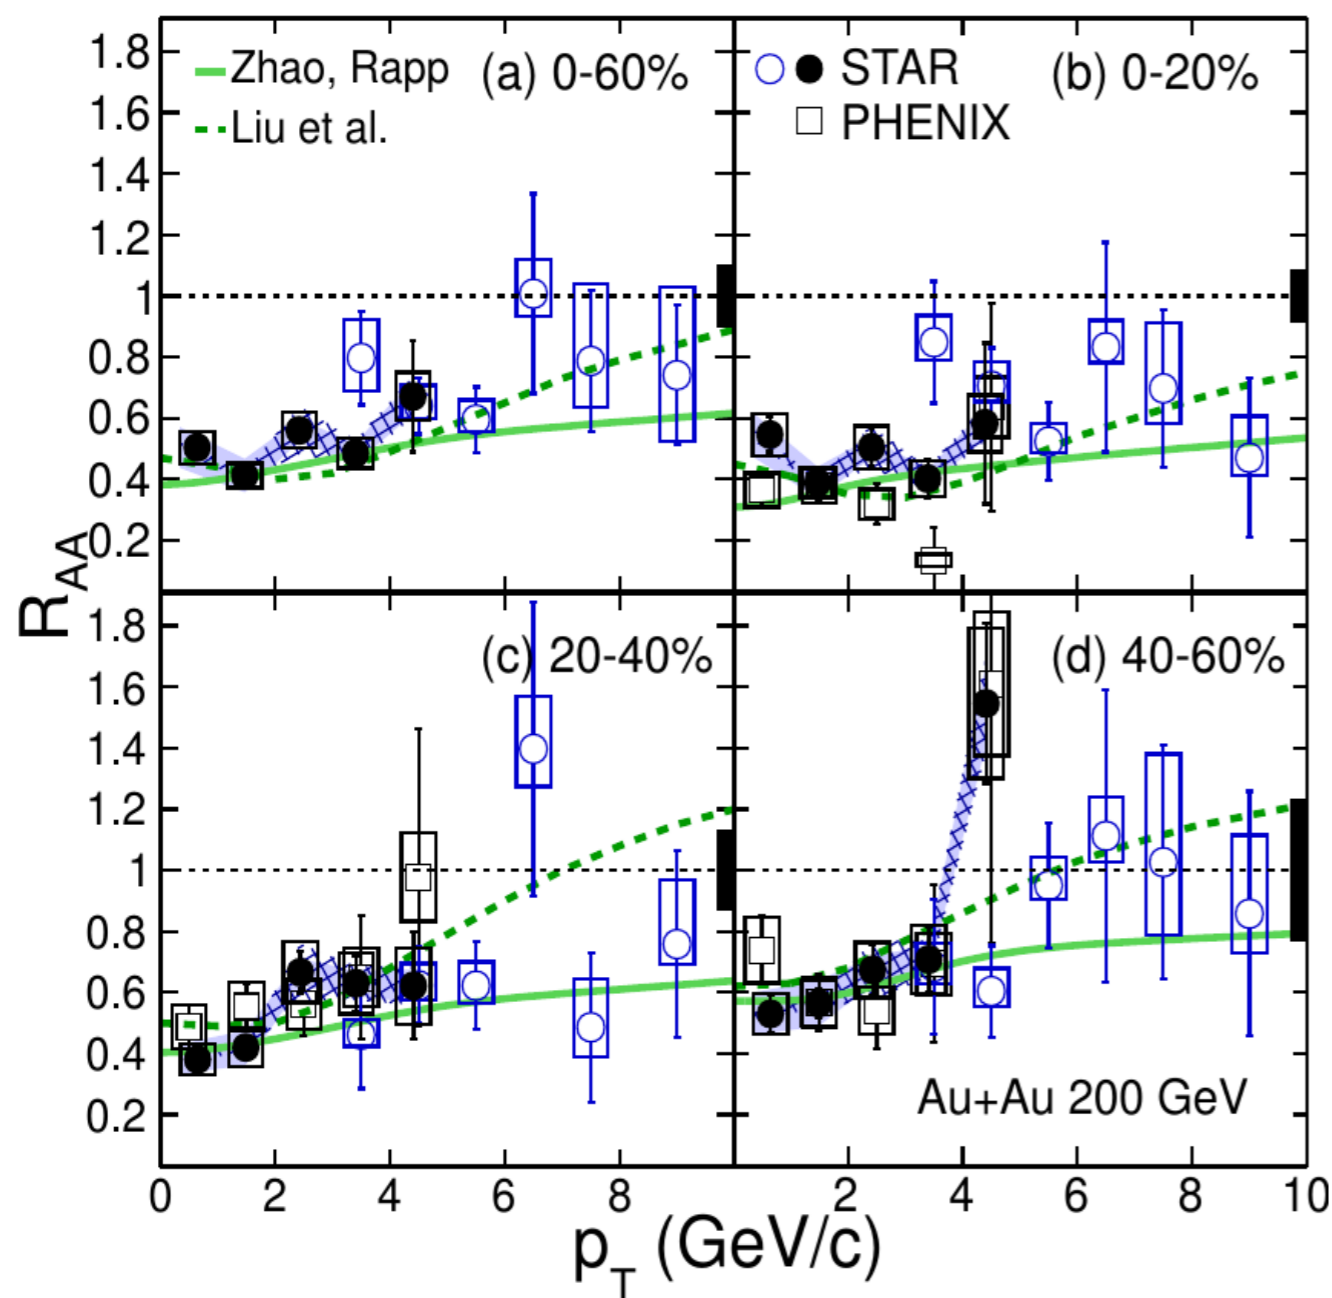 1.8
1.6
1.4
1.2
1
0.8
0.6
0.4
0.2
Zhao, Rapp
Liu et al.
(a) 0-60%
STAR
PHENIX
(b) 0-20%
R_AA
1.8
1.6
1.4
1.2
1
0.8
0.6
0.4
0.2
(c) 20-40%
(d) 40-60%
Au+Au 200 GeV
0 2 4 6 8 2 4 6 8 10
p_T (GeV/c)